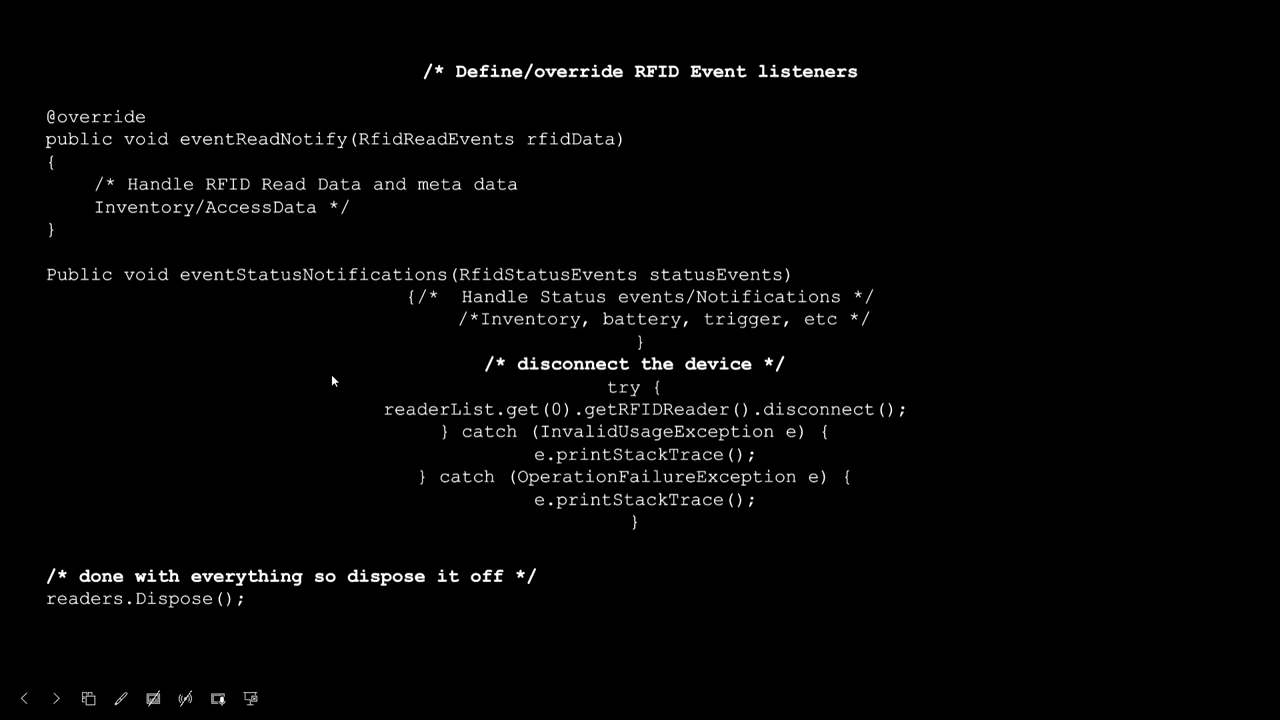 /* Define/override RFID Event listeners
@override
public void eventReadNotify(RfidReadEvents rfidData)
{
/* Handle RFID Read Data and meta data
Inventory/AccessData */
}
Public void eventStatusNotifications(RfidStatusEvents statusEvents)
{/*  Handle Status events/Notifications */
/*Inventory, battery, trigger, etc */
}
/* disconnect the device */
try {
readerList.get(0).getRFIDReader().disconnect();
} catch (InvalidUsageException e) {
e.printStackTrace();
} catch (OperationFailureException e) {
e.printStackTrace();
}
/* done with everything so dispose it off */
readers.Dispose();